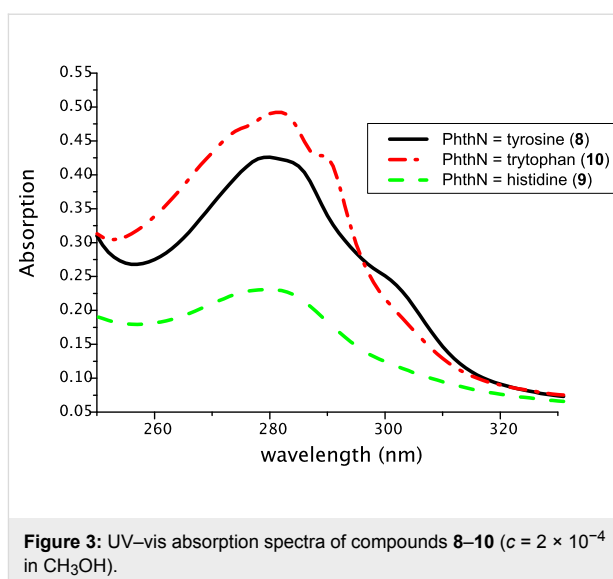 0.55
0.50
0.45
0.40
0.35
0.30
0.25
0.20
0.15
0.10
0.05
Absorption
PhthN = tyrosine (8)
PhthN = trytophan (10)
PhthN = histidine (9)
260
280
300
320
wavelength (nm)
Figure 3: UV–vis absorption spectra of compounds 8–10 (c = 2 × 10⁻⁴
in CH₃OH).